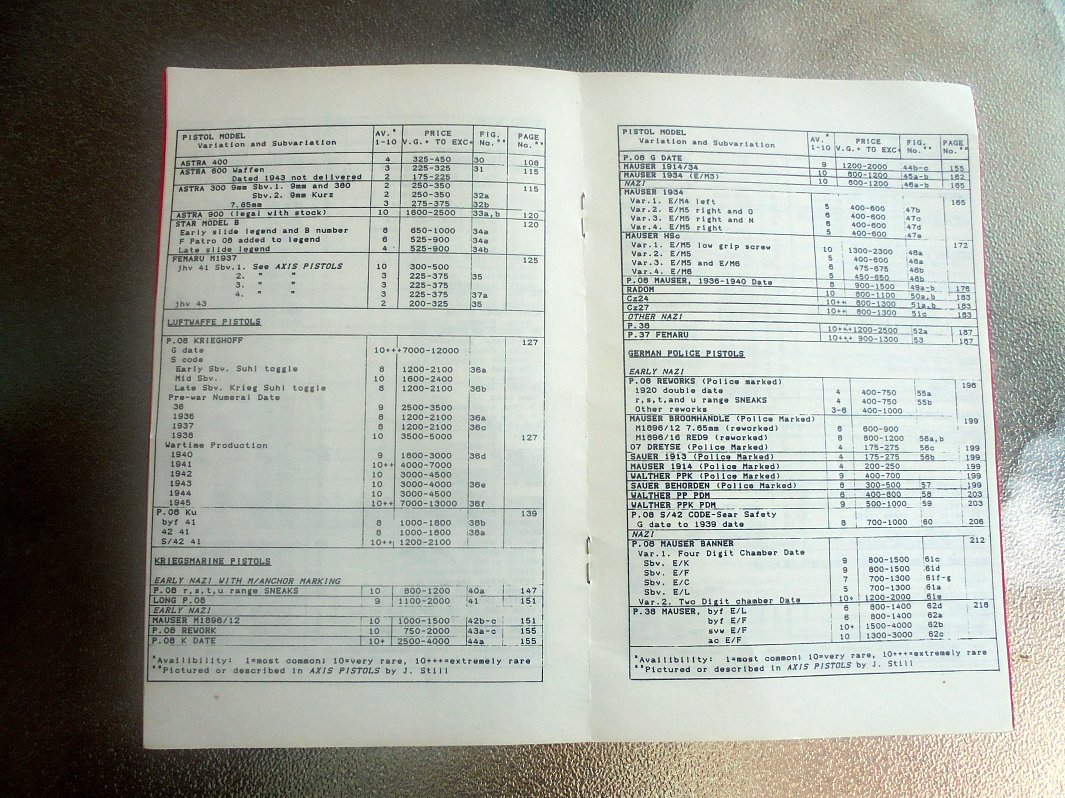 PISTOL MODEL AV.* PRICE FIG. PAGE
Variation and Subvariation 1-10 V.G.+ TO EXC+ No.** No.**
ASTRA 400 4 325-450 30 108
ASTRA 600 Waffen 3 225-325 31 115
Dated 1943 not delivered 2 175-225
ASTRA 300 9mm Sbv.1. 9mm and 380 2 250-350 115
Sbv.2. 9mm Kurz 2 250-350 32a
7.65mm 3 275-375 32b
ASTRA 900 (legal with stock) 10 1600-2500 33a,b 120
STAR MODEL B 120
Early slide legend and B number 8 650-1000 34a
F Patro 08 added to legend 6 525-900 34a
Late slide legend 4 525-900 34b
FEMARU M1937 125
jhv 41 Sbv.1. See AXIS PISTOLS 10 300-500
2. " " 3 225-375 35
3. " " 3 225-375
4. " " 3 225-375 37a
jhv 43 2 200-325 35
LUFTWAFFE PISTOLS
P.08 KRIEGHOFF 127
G date 10+++ 7000-12000
S code
Early Sbv. Suhl toggle 8 1200-2100 36a
Mid Sbv. 10 1600-2400
Late Sbv. Krieg Suhl toggle 8 1200-2100 36b
Pre-war Numeral Date
36 9 2500-3500
1936 8 1200-2100 36a
1937 8 1200-2100 36c
1938 10 3500-5000 127
Wartime Production
1940 9 1800-3000 36d
1941 10++ 4000-7000
1942 10 3000-4500
1943 10 3000-4000 36e
1944 10 3000-4500
1945 10++ 7000-13000 36f
P.08 Ku 139
byf 41 8 1000-1800 38b
42 41 8 1000-1800 38a
S/42 41 10++ 1200-2100
KRIEGSMARINE PISTOLS
EARLY NAZI WITH M/ANCHOR MARKING
P.08 r,s,t,u range SNEAKS 10 800-1200 40a 147
LONG P.08 9 1100-2000 41 151
EARLY NAZI
MAUSER M1896/12 10 1000-1500 42b-c 151
P.08 REWORK 10 750-2000 43a-c 155
P.08 K DATE 10+ 2500-4000 44a 155
*Availibility: 1=most common; 10=very rare, 10+++=extremely rare
**Pictured or described in AXIS PISTOLS by J. Still
PISTOL MODEL AV.* PRICE FIG. PAGE
Variation and Subvariation 1-10 V.G.+ TO EXC+ No.** No.**
P.08 G DATE 9 1200-2000 44b-c 155
MAUSER 1914/34 10 600-1200 45a-b 162
MAUSER 1934 (E/M3) 10 600-1200 46a-b 165
NAZI
MAUSER 1934 165
Var.1. E/M4 left 5 400-600 47b
Var.2. E/M5 right and O 6 400-600 47c
Var.3. E/M5 right and N 6 400-600 47d
Var.4. E/M5 right 5 400-600 47e
MAUSER HSc 172
Var.1. E/M5 low grip screw 10 1300-2300 48a
Var.2. E/M5 5 400-600 48a
Var.3. E/M5 and E/M6 6 475-675 48b
Var.4. E/M6 5 450-650 48b
P.08 MAUSER, 1936-1940 Date 8 900-1500 49a-b 176
RADOM 10 600-1100 50a,b 183
Cz24 10++ 800-1300 51a,b 183
Cz27 10++ 800-1300 51c 183
OTHER NAZI
P.38 10+++ 1200-2500 52a 187
P.37 FEMARU 10+++ 900-1300 53 187
GERMAN POLICE PISTOLS
EARLY NAZI
P.08 REWORKS (Police marked) 196
1920 double date 4 400-750 55a
r,s,t,and u range SNEAKS 4 400-750 55b
Other reworks 3-6 400-1000
MAUSER BROOMHANDLE (Police Marked) 199
M1896/12 7.65mm (reworked) 6 600-900
M1896/16 RED9 (reworked) 8 800-1200 56a,b
07 DREYSE (Police Marked) 4 175-275 56c 199
SAUER 1913 (Police Marked) 4 175-275 56b 199
MAUSER 1914 (Police Marked) 4 200-250 199
WALTHER PPK (Police Marked) 9 400-700 199
SAUER BEHORDEN (Police Marked) 6 300-500 57 199
WALTHER PP PDM 6 400-600 58 203
WALTHER PPK PDM 9 500-1000 59 203
P.08 S/42 CODE-Sear Safety
G date to 1939 date 8 700-1000 60 206
NAZI
P.08 MAUSER BANNER 212
Var.1. Four Digit Chamber Date
Sbv. E/K 9 800-1500 61c
Sbv. E/F 9 800-1500 61d
Sbv. E/C 7 700-1300 61f-g
Sbv. E/L 5 700-1300 61a
Var.2. Two Digit chamber Date 10+ 1200-2000 61e
P.38 MAUSER, byf E/L 6 800-1400 62d 218
byf E/F 6 800-1400 62a
svw E/F 10+ 1500-4000 62b
ac E/F 10 1300-3000 62c
*Availibility: 1=most common; 10=very rare, 10+++=extremely rare
**Pictured or described in AXIS PISTOLS by J. Still